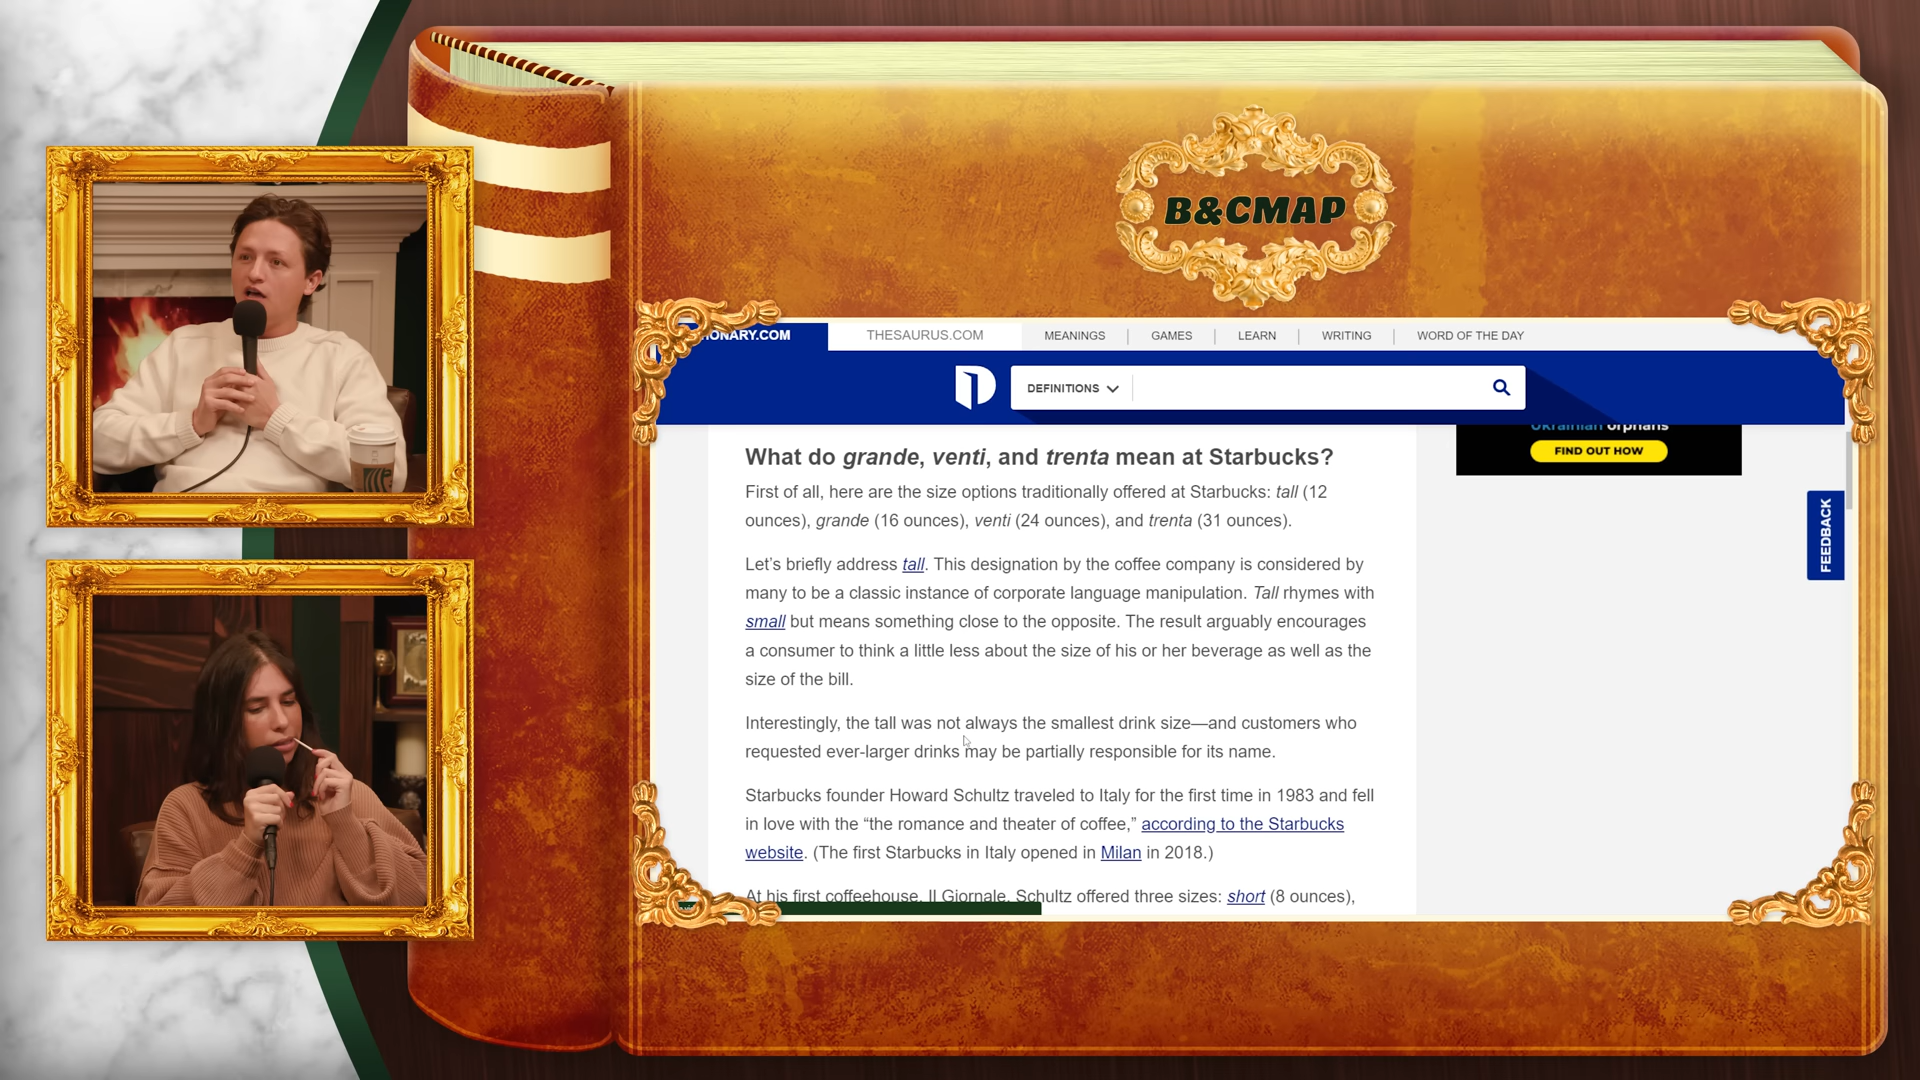 B&CMAP
IONARY.COM
THESAURUS.COM
MEANINGS
GAMES
LEARN
WRITING
WORD OF THE DAY
DEFINITIONS
orphans
FIND OUT HOW
FEEDBACK
What do grande, venti, and trenta mean at Starbucks?
First of all, here are the size options traditionally offered at Starbucks: tall (12
ounces), grande (16 ounces), venti (24 ounces), and trenta (31 ounces).
Let’s briefly address tall. This designation by the coffee company is considered by
many to be a classic instance of corporate language manipulation. Tall rhymes with
small but means something close to the opposite. The result arguably encourages
a consumer to think a little less about the size of his or her beverage as well as the
size of the bill.
Interestingly, the tall was not always the smallest drink size—and customers who
requested ever-larger drinks may be partially responsible for its name.
Starbucks founder Howard Schultz traveled to Italy for the first time in 1983 and fell
in love with the “the romance and theater of coffee,” according to the Starbucks
website. (The first Starbucks in Italy opened in Milan in 2018.)
At his first coffeehouse, Il Giornale, Schultz offered three sizes: short (8 ounces),